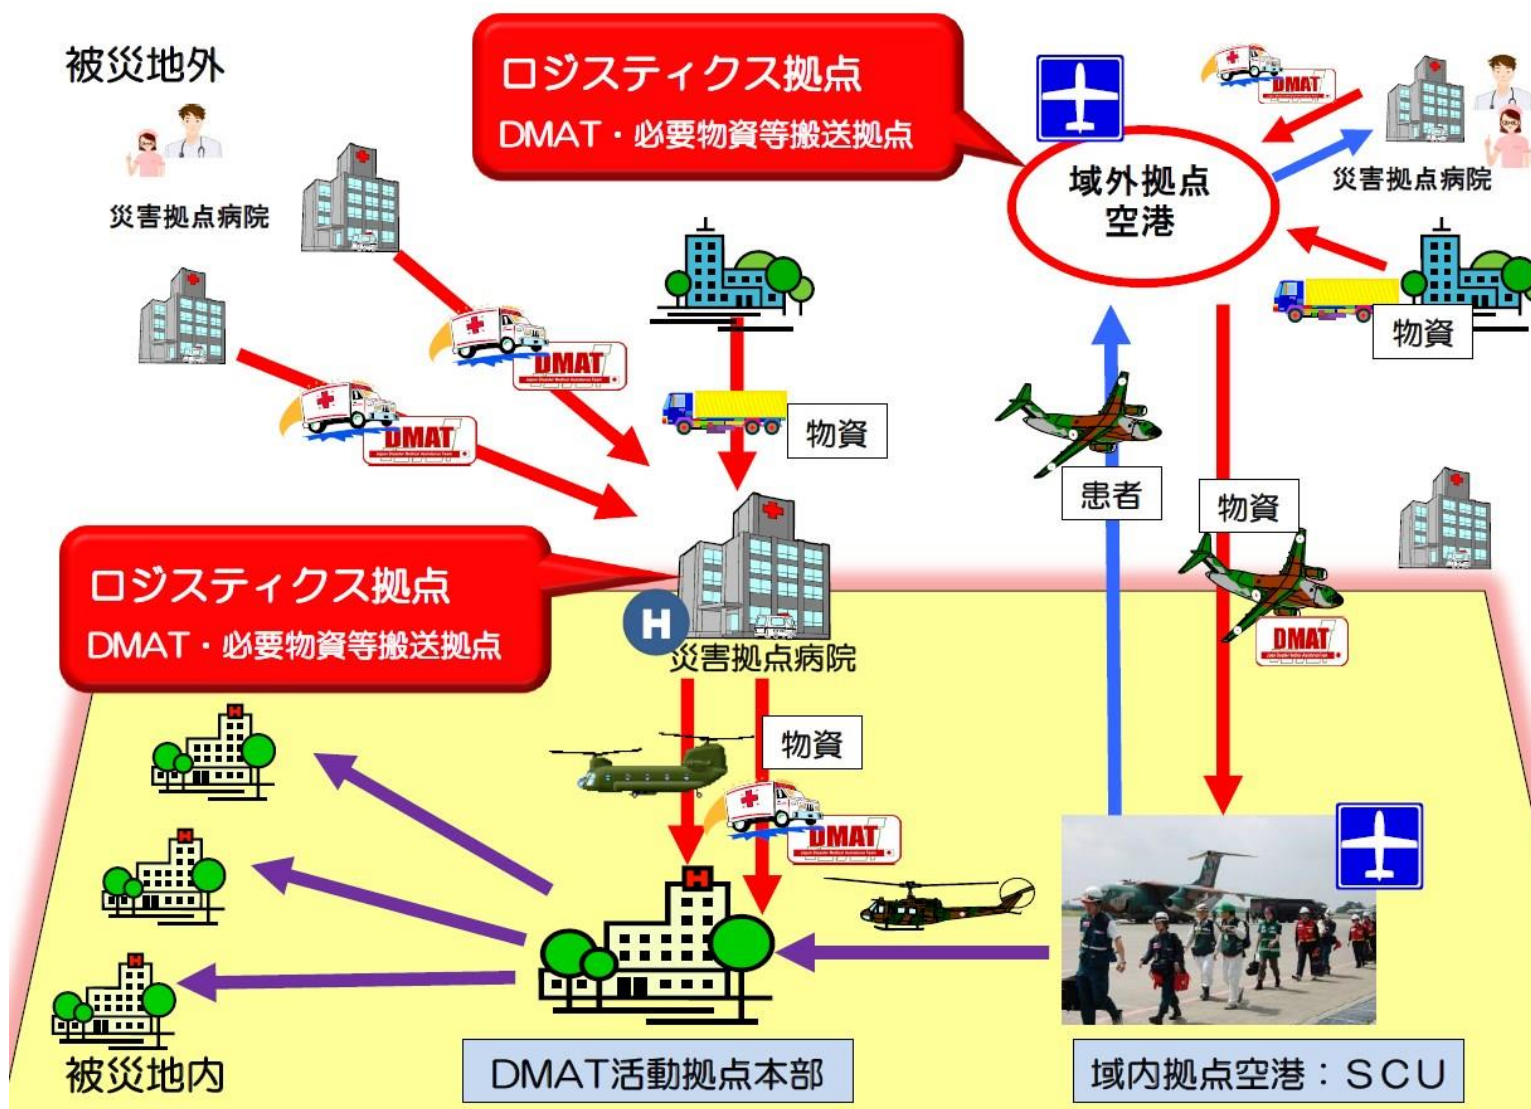 被災地外
災害拠点病院
ロジスティクス拠点
DMAT・必要物資等搬送拠点
域外拠点
空港
DMAT
災害拠点病院
物資
DMAT
DMAT
物資
患者
物資
DMAT
ロジスティクス拠点
DMAT・必要物資等搬送拠点
H
災害拠点病院
物資
DMAT
H
H
H
H
被災地内
DMAT活動拠点本部
域内拠点空港：ＳＣＵ